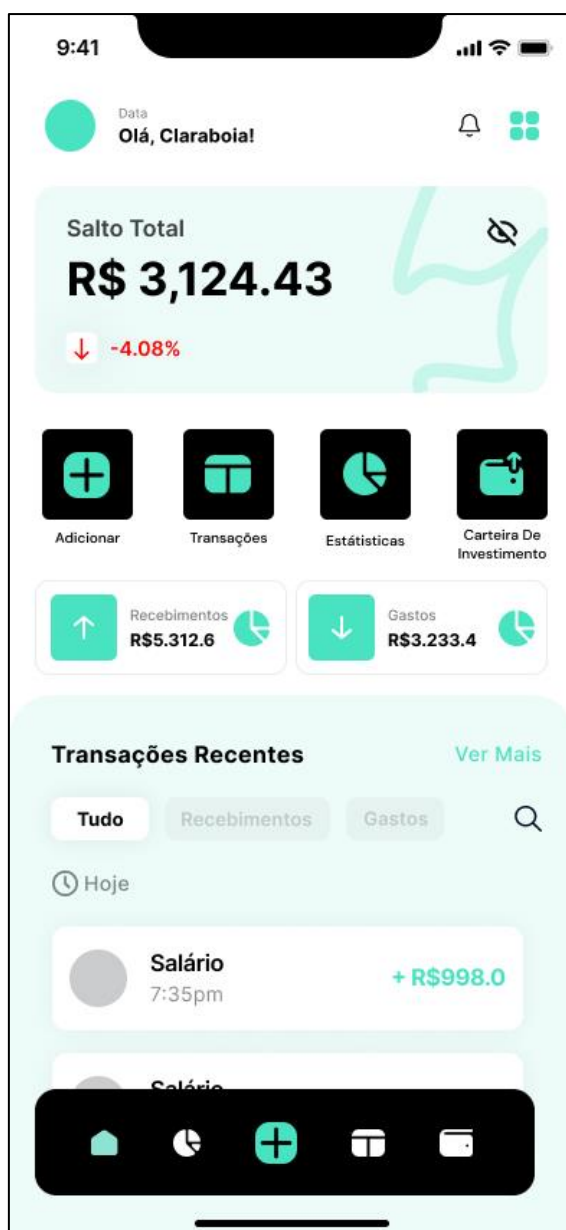 9:41
Data
Olá, Claraboia!
Salto Total
R$ 3,124.43
-4.08%
Adicionar
Transações
Estátisticas
Carteira De
Investimento
Recebimentos
R$5.312.6
Gastos
R$3.233.4
Transações Recentes
Ver Mais
Tudo
Recebimentos
Gastos
Hoje
Salário
7:35pm
+ R$998.0
Salário